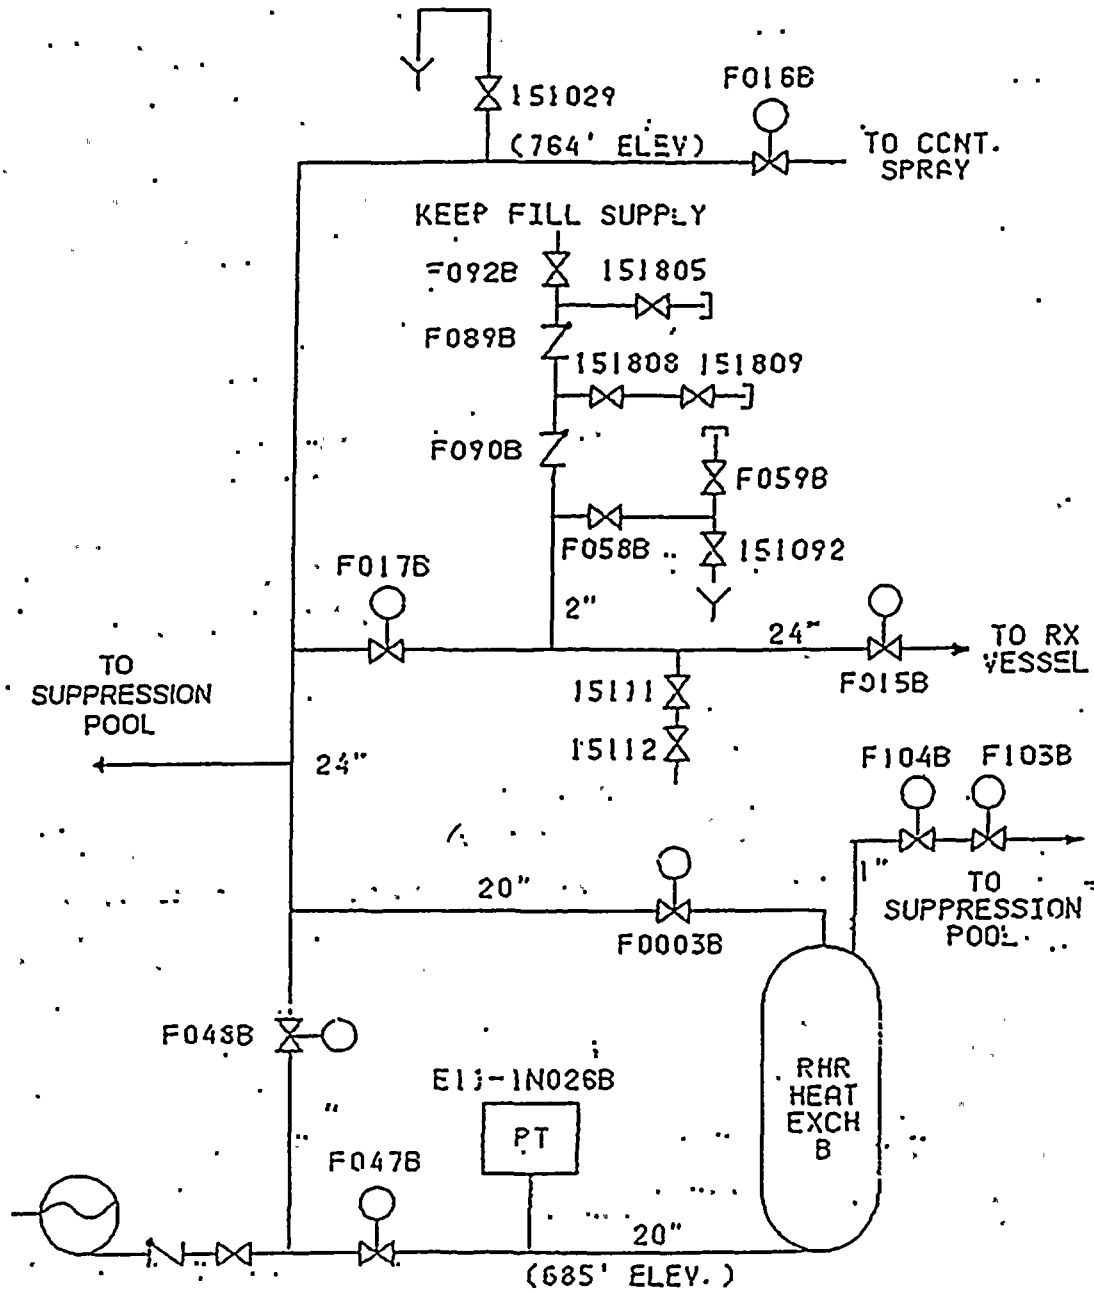 F016B
151029
(764' ELEV)
TO CONT.
SPRAY
KEEP FILL SUPPLY
F092B
151805
F089B
151808
151809
F090B
F059B
F058B
151092
F017B
2"
24"
TO RX
VESSEL
TO
SUPPRESSION
POOL
15111
F015B
15112
24"
F104B
F103B
1"
20"
TO
SUPPRESSION
POOL
F0003B
F048B
RHR
HEAT
EXCH
B
E11-1N026B
PT
F047B
20"
(685' ELEV.)